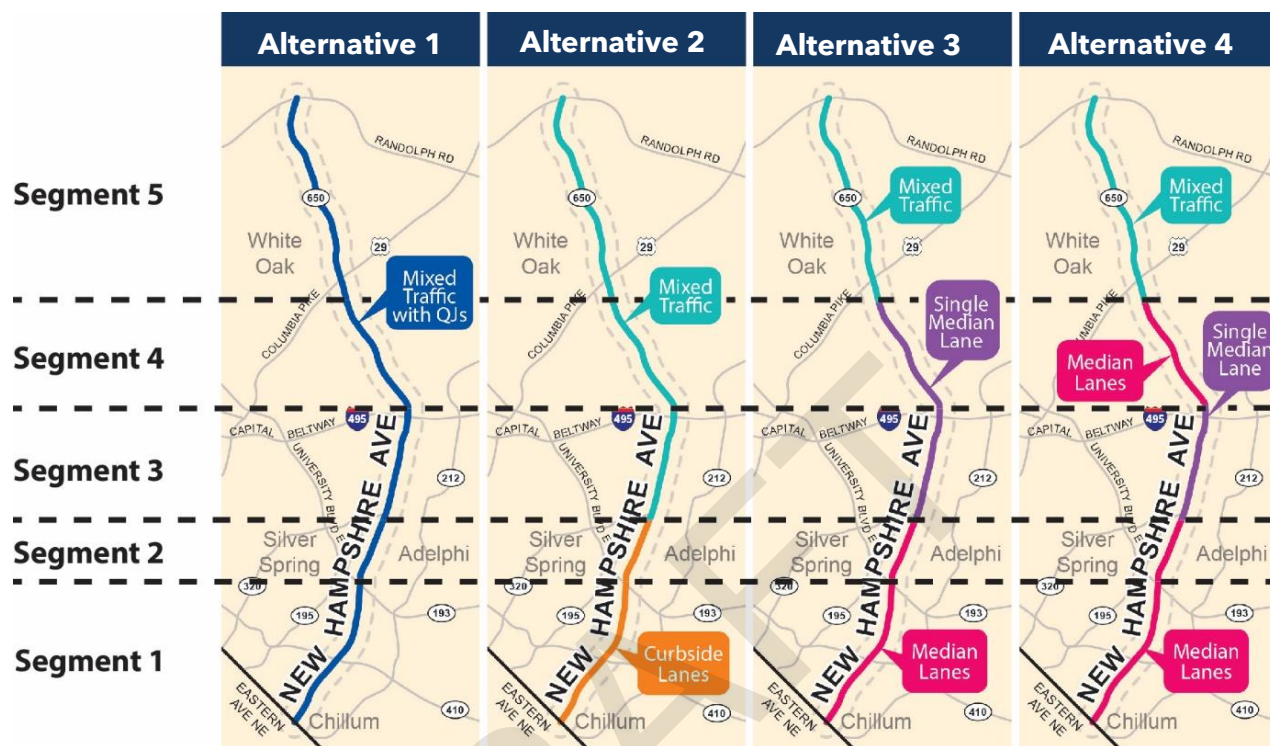 Alternative 1
Alternative 2
Alternative 3
Alternative 4
Segment 5
Segment 4
Segment 3
Segment 2
Segment 1
RANDOLPH RD
650
29
White
Oak
Mixed
Traffic
with QJs
COLUMBIA PIKE
CAPITAL BELTWAY
495
UNIVERSITY BLVD E
212
Silver
Spring
Adelphi
320
195
193
NEW HAMPSHIRE AVE
EASTERN
AVE NE
Chillum
410
RANDOLPH RD
650
29
White
Oak
Mixed
Traffic
COLUMBIA PIKE
CAPITAL BELTWAY
495
UNIVERSITY BLVD E
212
Silver
Spring
Adelphi
320
195
193
NEW HAMPSHIRE AVE
Curbside
Lanes
EASTERN
AVE NE
Chillum
410
RANDOLPH RD
Mixed
Traffic
650
29
White
Oak
Single
Median
Lane
COLUMBIA PIKE
CAPITAL BELTWAY
495
UNIVERSITY BLVD E
212
Silver
Spring
Adelphi
320
195
193
NEW HAMPSHIRE AVE
Median
Lanes
EASTERN
AVE NE
Chillum
410
RANDOLPH RD
Mixed
Traffic
650
29
White
Oak
Single
Median
Lane
Median
Lanes
COLUMBIA PIKE
CAPITAL BELTWAY
495
UNIVERSITY BLVD E
212
Silver
Spring
Adelphi
320
195
193
NEW HAMPSHIRE AVE
Median
Lanes
EASTERN
AVE NE
Chillum
410
DRAFT